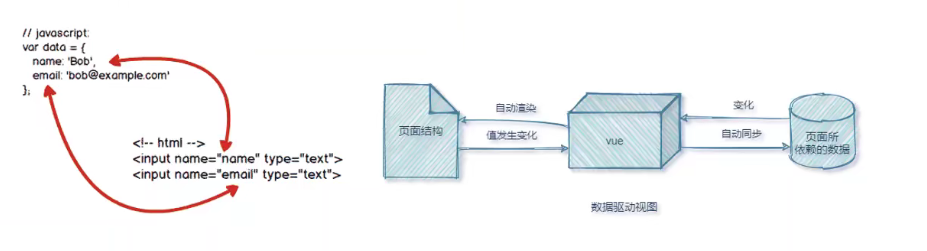 // javascript:
var data = {
name: 'Bob',
email: 'bob@example.com'
};
<!-- html -->
<input name="name" type="text">
<input name="email" type="text">
页面结构
自动渲染
值发生变化
vue
变化
自动同步
页面所
依赖的数据
数据驱动视图